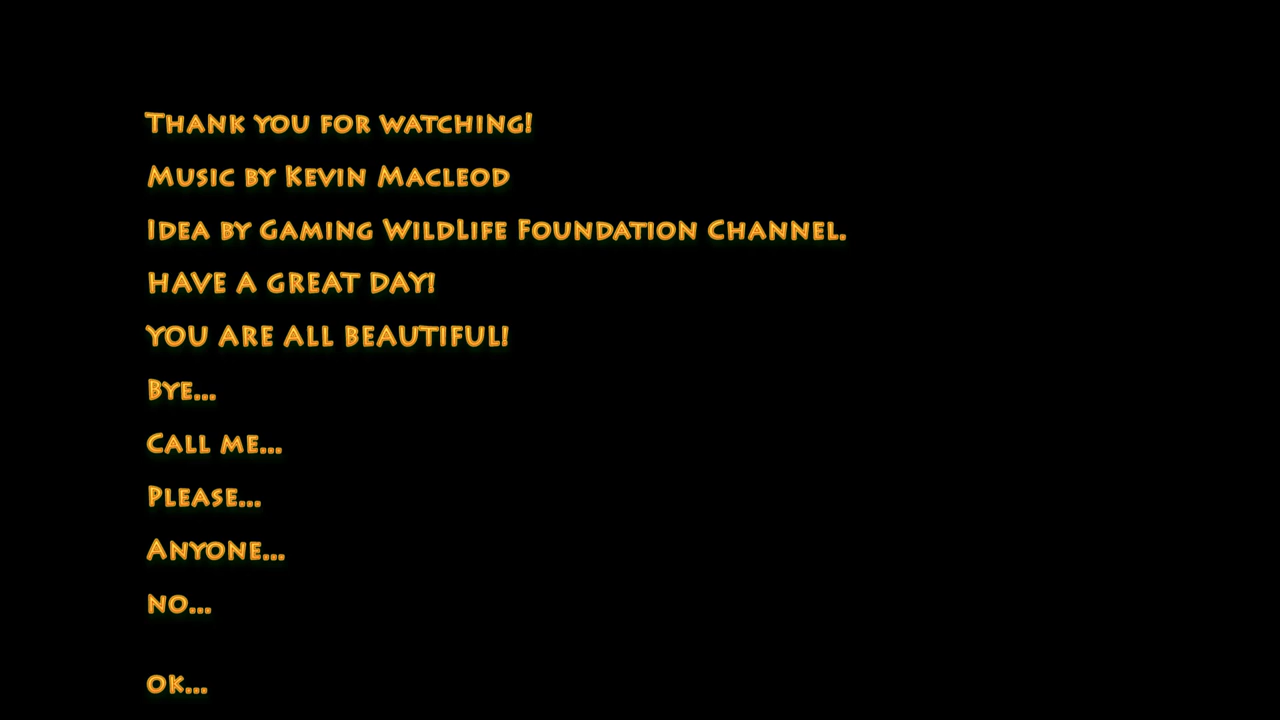 Thank you for watching!
Music by Kevin Macleod
Idea by Gaming WildLife Foundation Channel.
HAVE A GREAT DAY!
YOU ARE ALL BEAUTIFUL!
Bye...
Call me...
Please...
Anyone...
no...
ok...